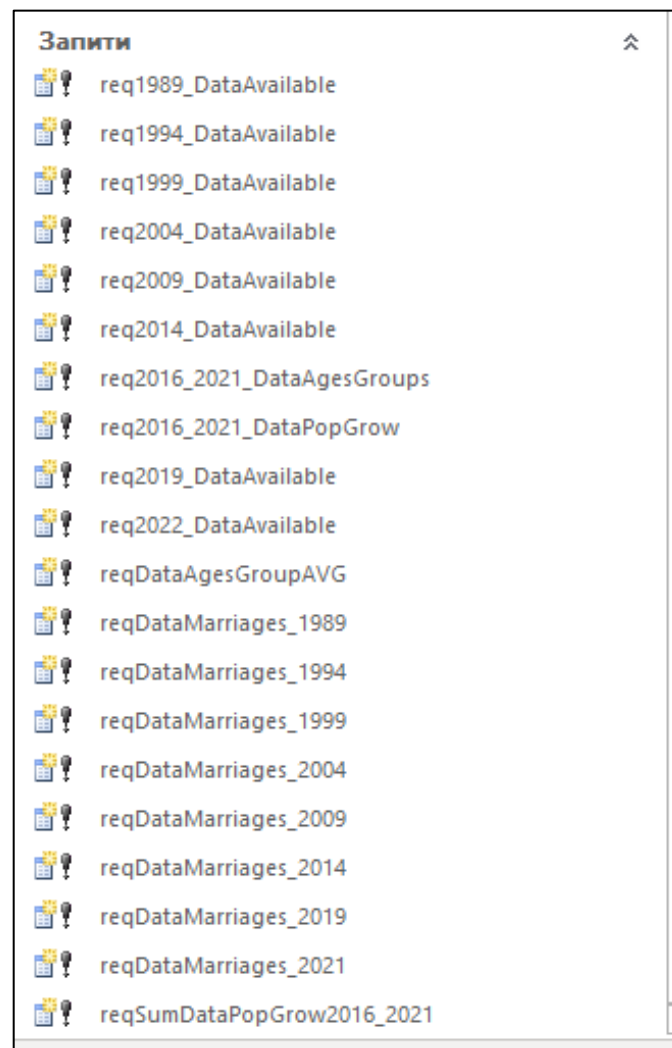 Запити
req1989_DataAvailable
req1994_DataAvailable
req1999_DataAvailable
req2004_DataAvailable
req2009_DataAvailable
req2014_DataAvailable
req2016_2021_DataAgesGroups
req2016_2021_DataPopGrow
req2019_DataAvailable
req2022_DataAvailable
reqDataAgesGroupAVG
reqDataMarriages_1989
reqDataMarriages_1994
reqDataMarriages_1999
reqDataMarriages_2004
reqDataMarriages_2009
reqDataMarriages_2014
reqDataMarriages_2019
reqDataMarriages_2021
reqSumDataPopGrow2016_2021